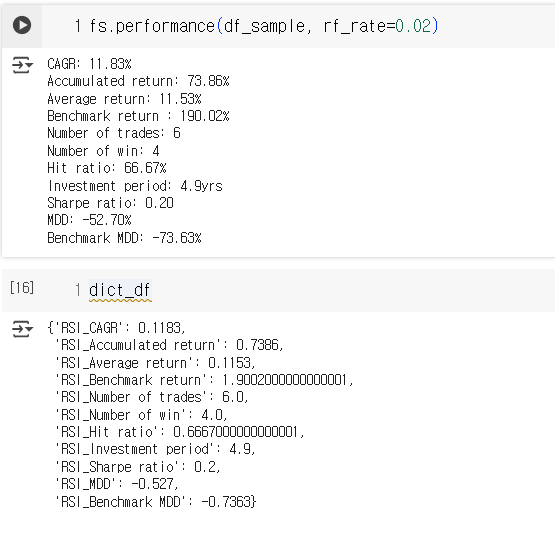 1 fs.performance(df_sample, rf_rate=0.02)
CAGR: 11.83%
Accumulated return: 73.86%
Average return: 11.53%
Benchmark return : 190.02%
Number of trades: 6
Number of win: 4
Hit ratio: 66.67%
Investment period: 4.9yrs
Sharpe ratio: 0.20
MDD: -52.70%
Benchmark MDD: -73.63%
[16] 1 dict_df
{'RSI_CAGR': 0.1183,
'RSI_Accumulated return': 0.7386,
'RSI_Average return': 0.1153,
'RSI_Benchmark return': 1.9002000000000001,
'RSI_Number of trades': 6.0,
'RSI_Number of win': 4.0,
'RSI_Hit ratio': 0.6667000000000001,
'RSI_Investment period': 4.9,
'RSI_Sharpe ratio': 0.2,
'RSI_MDD': -0.527,
'RSI_Benchmark MDD': -0.7363}